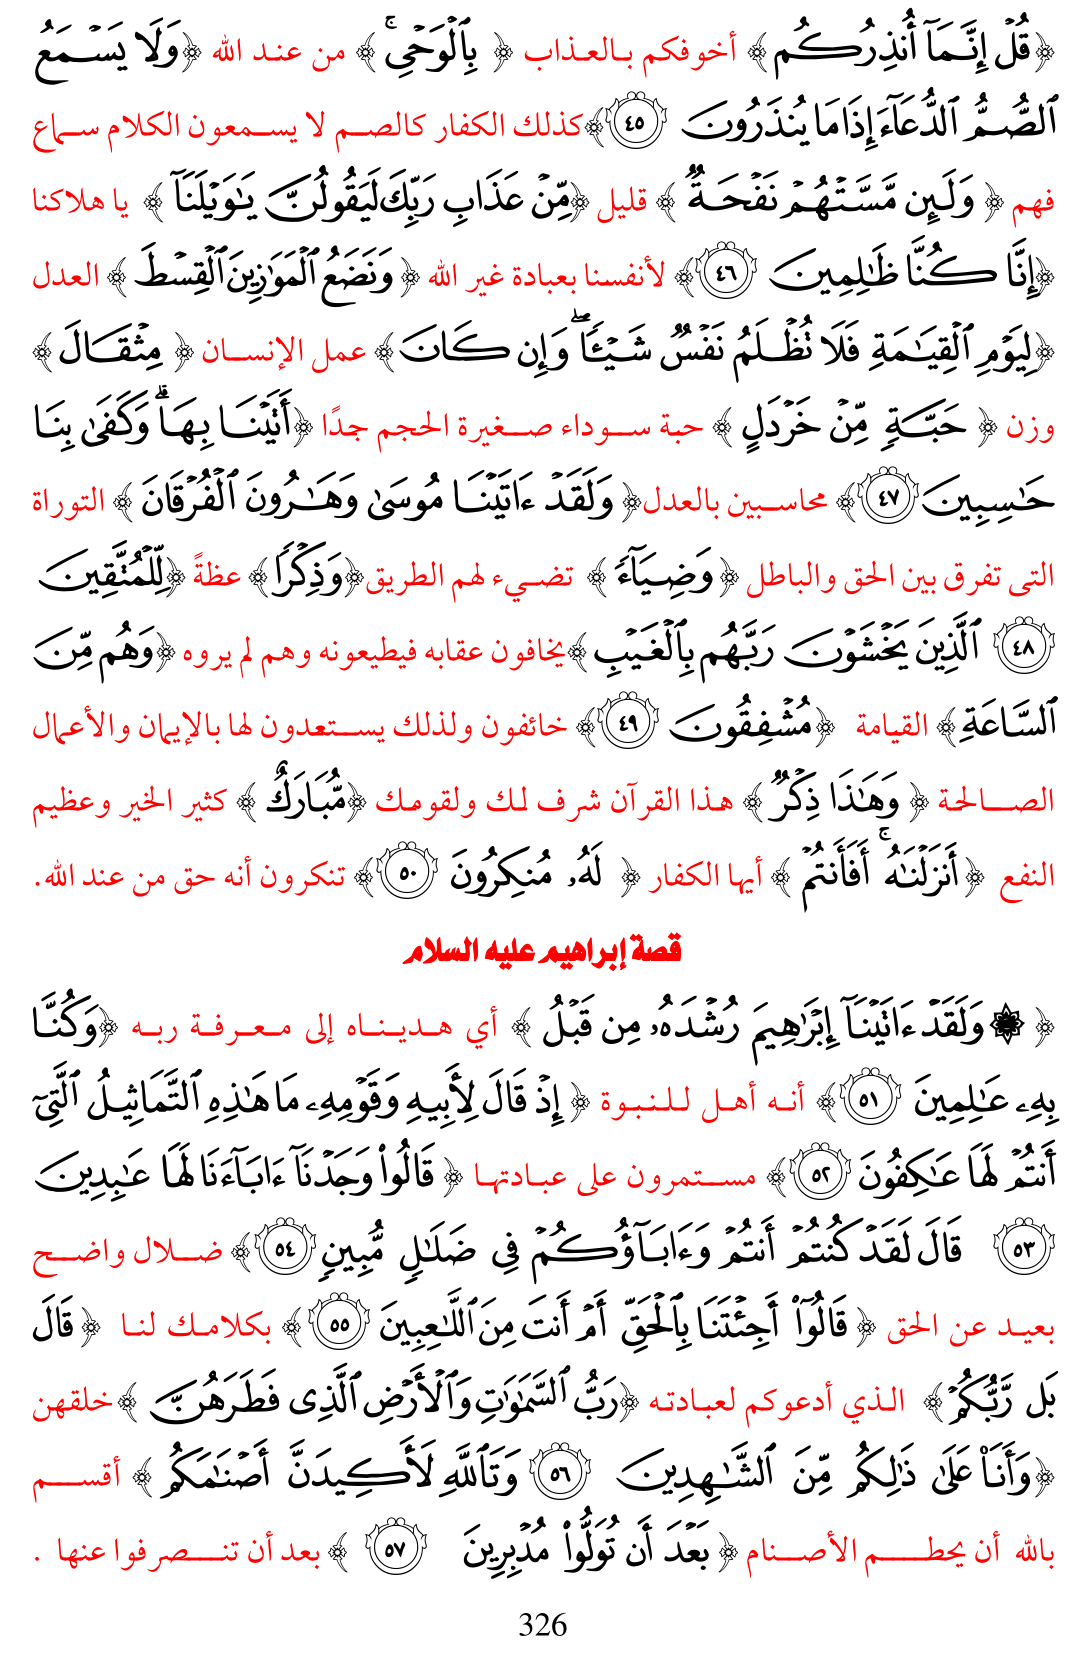 ﴿قُلْ إِنَّمَآ أُنذِرُكُم﴾ أخوفكم بالعذاب ﴿ بِٱلْوَحْىِ ۚ ﴾ من عند الله ﴿وَلَا يَسْمَعُ
ٱلصُّمُّ ٱلدُّعَآءَ إِذَا مَا يُنذَرُونَ ٤٥﴾كذلك الكفار كالصم لا يسمعون الكلام سماع
فهم ﴿ وَلَئِن مَّسَّتْهُمْ نَفْحَةٌ ﴾ قليل ﴿مِّنْ عَذَابِ رَبِّكَ لَيَقُولُنَّ يَٰوَيْلَنَآ ﴾ يا هلاكنا
﴿إِنَّا كُنَّا ظَٰلِمِينَ ٤٦﴾ لأنفسنا بعبادة غير الله ﴿ وَنَضَعُ ٱلْمَوَٰزِينَ ٱلْقِسْطَ ﴾ العدل
﴿لِيَوْمِ ٱلْقِيَٰمَةِ فَلَا تُظْلَمُ نَفْسٌ شَيْـًٔا ۖ وَإِن كَانَ﴾ عمل الإنسان ﴿ مِثْقَالَ ﴾
وزن ﴿ حَبَّةٍ مِّنْ خَرْدَلٍ ﴾ حبة سوداء صغيرة الحجم جدًا ﴿أَتَيْنَا بِهَا ۗ وَكَفَىٰ بِنَا
حَٰسِبِينَ ٤٧﴾ محاسبين بالعدل﴿ وَلَقَدْ ءَاتَيْنَا مُوسَىٰ وَهَٰرُونَ ٱلْفُرْقَانَ ﴾ التوراة
التى تفرق بين الحق والباطل ﴿ وَضِيَآءً ﴾ تضيء لهم الطريق﴿وَذِكْرًا﴾ عظةً ﴿لِّلْمُتَّقِينَ
٤٨ ٱلَّذِينَ يَخْشَوْنَ رَبَّهُم بِٱلْغَيْبِ ﴾يخافون عقابه فيطيعونه وهم لم يروه ﴿وَهُم مِّنَ
ٱلسَّاعَةِ﴾ القيامة ﴿مُشْفِقُونَ ٤٩﴾ خائفون ولذلك يستعدون لها بالإيمان والأعمال
الصالحة ﴿ وَهَٰذَا ذِكْرٌ ﴾ هذا القرآن شرف لك ولقومك ﴿مُّبَارَكٌ ﴾ كثير الخير وعظيم
النفع ﴿أَنزَلْنَٰهُ ۚ أَفَأَنتُمْ ﴾ أيها الكفار ﴿ لَهُۥ مُنكِرُونَ ٥٠﴾ تنكرون أنه حق من عند الله.
قصة إبراهيم عليه السلام
﴿ ۞ وَلَقَدْ ءَاتَيْنَآ إِبْرَٰهِيمَ رُشْدَهُۥ مِن قَبْلُ ﴾ أي هديناه إلى معرفة ربه ﴿وَكُنَّا
بِهِۦ عَٰلِمِينَ ٥١﴾ أنه أهل للنبوة ﴿ إِذْ قَالَ لِأَبِيهِ وَقَوْمِهِۦ مَا هَٰذِهِ ٱلتَّمَاثِيلُ ٱلَّتِىٓ
أَنتُمْ لَهَا عَٰكِفُونَ ٥٢﴾ مستمرون على عبادتها ﴿ قَالُوا۟ وَجَدْنَآ ءَابَآءَنَا لَهَا عَٰبِدِينَ
٥٣ قَالَ لَقَدْ كُنتُمْ أَنتُمْ وَءَابَآؤُكُمْ فِى ضَلَٰلٍ مُّبِينٍ ٥٤﴾ ضلال واضح
بعيد عن الحق ﴿ قَالُوٓا۟ أَجِئْتَنَا بِٱلْحَقِّ أَمْ أَنتَ مِنَ ٱللَّٰعِبِينَ ٥٥﴾ بكلامك لنا ﴿ قَالَ
بَل رَّبُّكُمْ﴾ الذي أدعوكم لعبادته ﴿رَبُّ ٱلسَّمَٰوَٰتِ وَٱلْأَرْضِ ٱلَّذِى فَطَرَهُنَّ ﴾خلقهن
﴿وَأَنَا۠ عَلَىٰ ذَٰلِكُم مِّنَ ٱلشَّٰهِدِينَ ٥٦ وَتَٱللَّهِ لَأَكِيدَنَّ أَصْنَٰمَكُم ﴾ أقسم
بالله أن يحطم الأصنام ﴿ بَعْدَ أَن تُوَلُّوا۟ مُدْبِرِينَ ٥٧ ﴾ بعد أن تنصرفوا عنها .
326